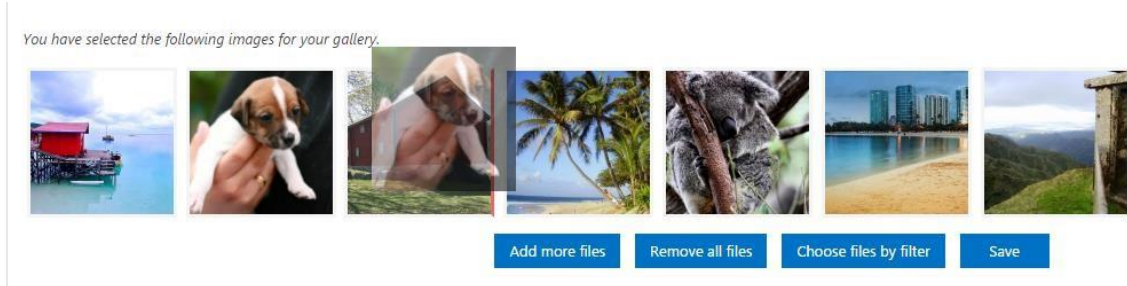 You have selected the following images for your gallery.
Add more files
Remove all files
Choose files by filter
Save